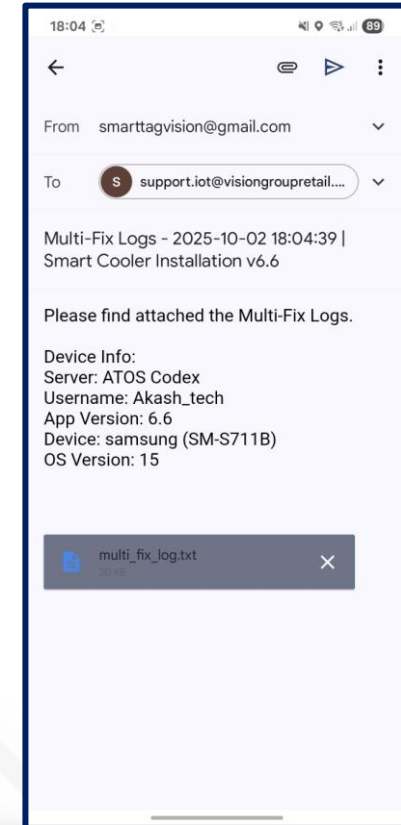 18:04
89
From smarttagvision@gmail.com
To S support.iot@visiongroupretail....
Multi-Fix Logs - 2025-10-02 18:04:39 |
Smart Cooler Installation v6.6
Please find attached the Multi-Fix Logs.
Device Info:
Server: ATOS Codex
Username: Akash_tech
App Version: 6.6
Device: samsung (SM-S711B)
OS Version: 15
multi_fix_log.txt
20 KB